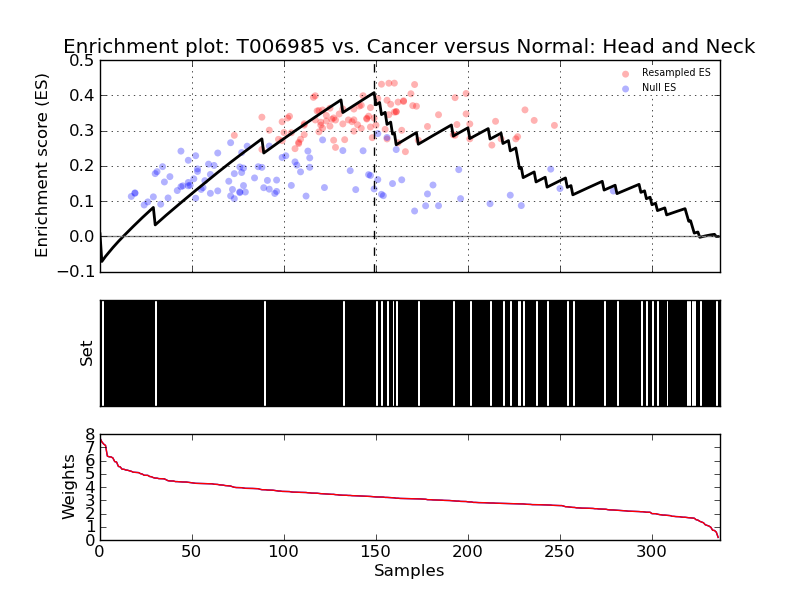 Enrichment plot: T006985 vs. Cancer versus Normal: Head and Neck
Enrichment score (ES)
0.5
0.4
0.3
0.2
0.1
0.0
−0.1
Resampled ES
Null ES
Set
Weights
8
7
6
5
4
3
2
1
0
0 50 100 150 200 250 300
Samples